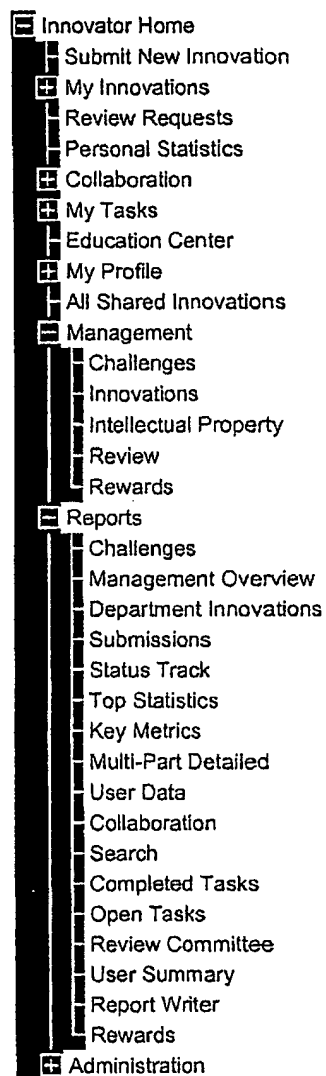 Innovator Home
Submit New Innovation
My Innovations
Review Requests
Personal Statistics
Collaboration
My Tasks
Education Center
My Profile
All Shared Innovations
Management
Challenges
Innovations
Intellectual Property
Review
Rewards
Reports
Challenges
Management Overview
Department Innovations
Submissions
Status Track
Top Statistics
Key Metrics
Multi-Part Detailed
User Data
Collaboration
Search
Completed Tasks
Open Tasks
Review Committee
User Summary
Report Writer
Rewards
Administration